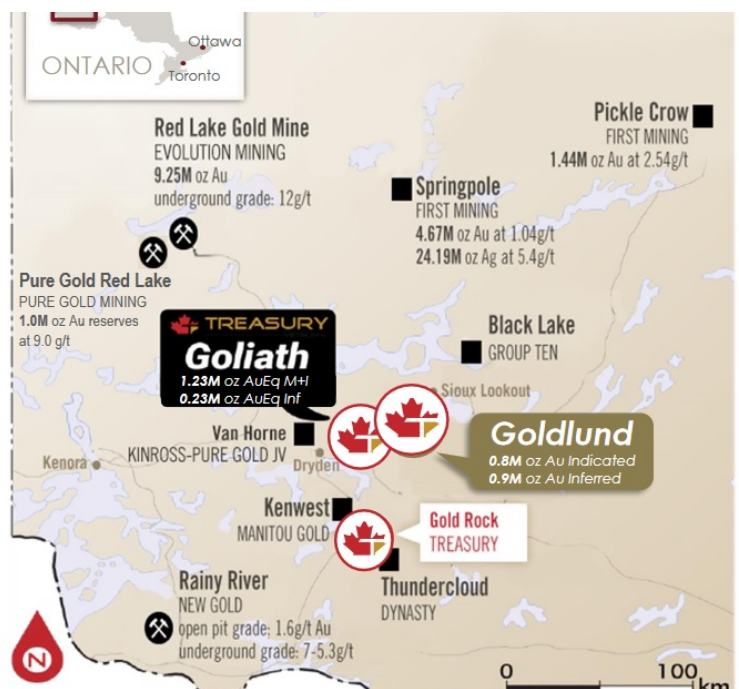 Ottawa
ONTARIO
Toronto
Pickle Crow
FIRST MINING
1.44M oz Au at 2.54g/t
Red Lake Gold Mine
EVOLUTION MINING
9.25M oz Au
underground grade: 12g/t
Springpole
FIRST MINING
4.67M oz Au at 1.04g/t
24.19M oz Ag at 5.4g/t
Pure Gold Red Lake
PURE GOLD MINING
1.0M oz Au reserves
at 9.0 g/t
TREASURY
Goliath
1.23M oz AuEq M+I
0.23M oz AuEq Inf
Black Lake
GROUP TEN
Sioux Lookout
Van Horne
KINROSS-PURE GOLD JV
Dryden
Kenora
Goldlund
0.8M oz Au Indicated
0.9M oz Au Inferred
Kenwest
MANITOU GOLD
Gold Rock
TREASURY
Thundercloud
DYNASTY
Rainy River
NEW GOLD
open pit grade; 1.6g/t Au
underground grade: 7-5.3g/t
N
0 100
km